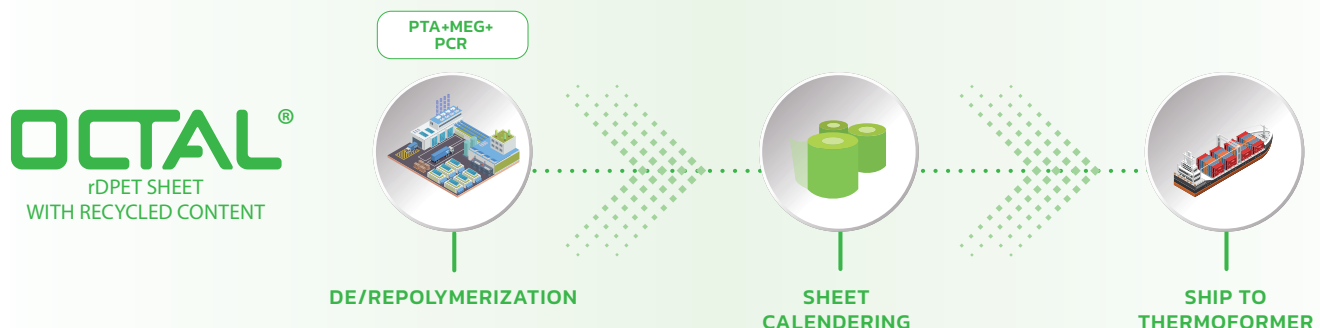 PTA+MEG+
PCR
OCTAL®
rDPET SHEET
WITH RECYCLED CONTENT
DE/REPOLYMERIZATION
SHEET
CALENDERING
SHIP TO
THERMOFORMER